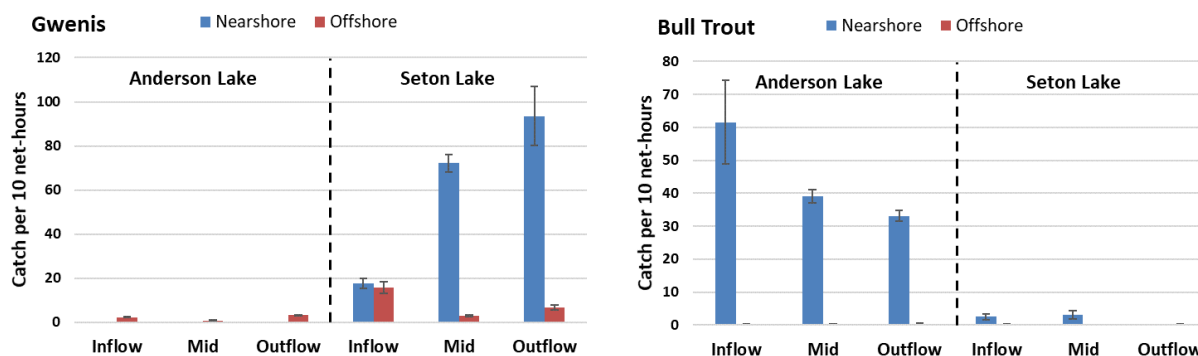 Gwenis
Nearshore Offshore
Catch per 10 net-hours
120
100
80
60
40
20
0
Anderson Lake Seton Lake
Inflow Mid Outflow Inflow Mid Outflow
Bull Trout
Nearshore Offshore
Catch per 10 net-hours
80
70
60
50
40
30
20
10
0
Anderson Lake Seton Lake
Inflow Mid Outflow Inflow Mid Outflow